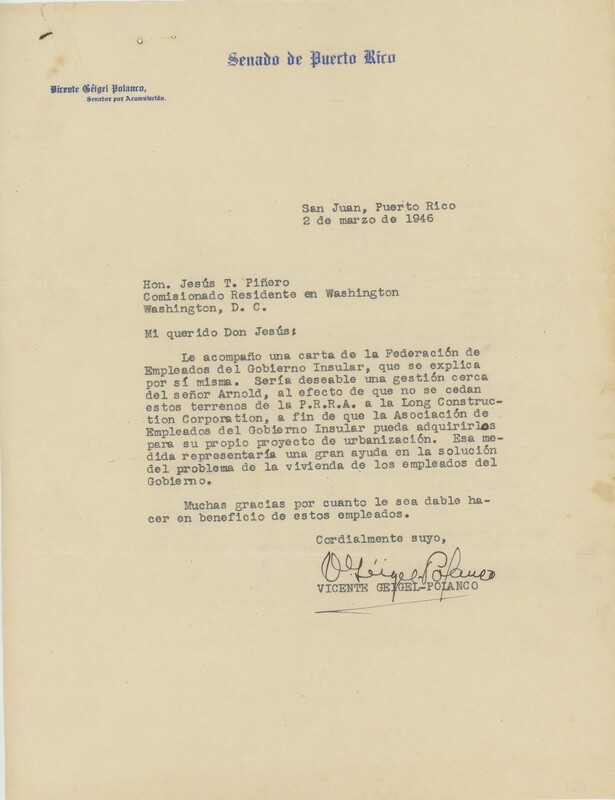 Senado de Puerto Rico
Vicente Géigel Polanco,
Senador por Acumulación.
San Juan, Puerto Rico
2 de marzo de 1946
Hon. Jesús T. Piñero
Comisionado Residente en Washington
Washington, D. C.
Mi querido Don Jesús:
Le acompaño una carta de la Federación de
Empleados del Gobierno Insular, que se explica
por sí misma. Sería deseable una gestión cerca
del señor Arnold, al efecto de que no se cedan
estos terrenos de la P.R.R.A. a la Long Construc-
tion Corporation, a fin de que la Asociación de
Empleados del Gobierno Insular pueda adquirirlos
para su propio proyecto de urbanización. Esa me-
dida representaría una gran ayuda en la solución
del problema de la vivienda de los empleados del
Gobierno.
Muchas gracias por cuanto le sea dable ha-
cer en beneficio de estos empleados.
Cordialmente suyo,
V. Géigel Polanco
VICENTE GEIGEL-POLANCO